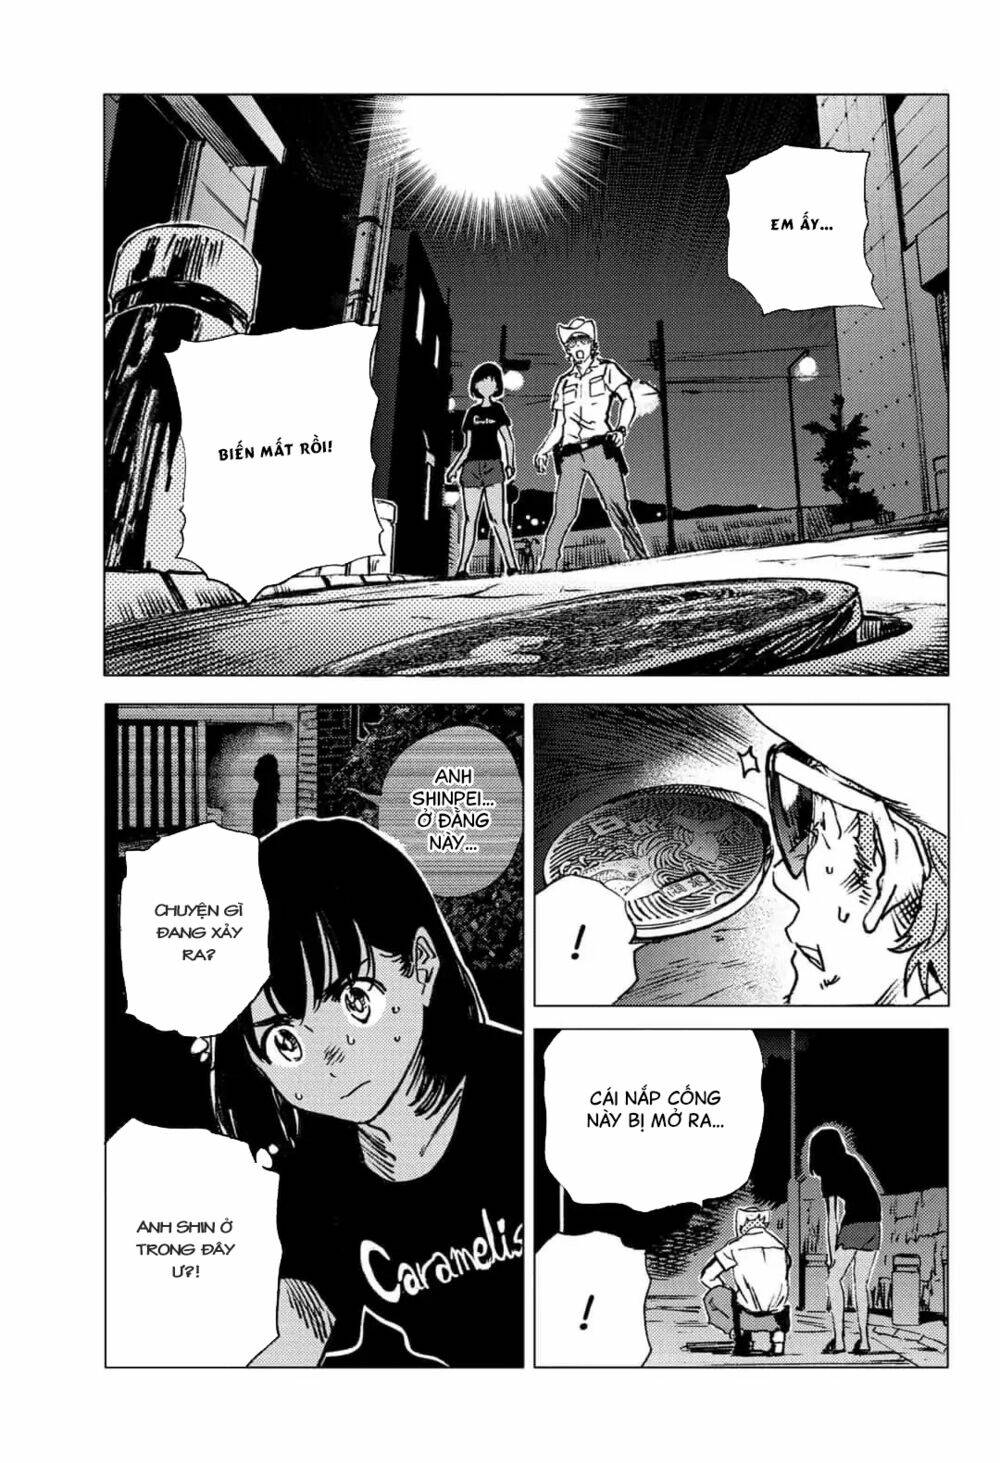 EM ẤY...
BIẾN MẤT RỒI!
!
CÁI NẮP CỐNG
NÀY BỊ MỞ RA...
!
ANH
SHINPEI...
Ở ĐẰNG
NÀY...
CHUYỆN GÌ
ĐANG XẢY
RA?
ANH SHIN Ở
TRONG ĐÂY
Ư?!
Caramelis